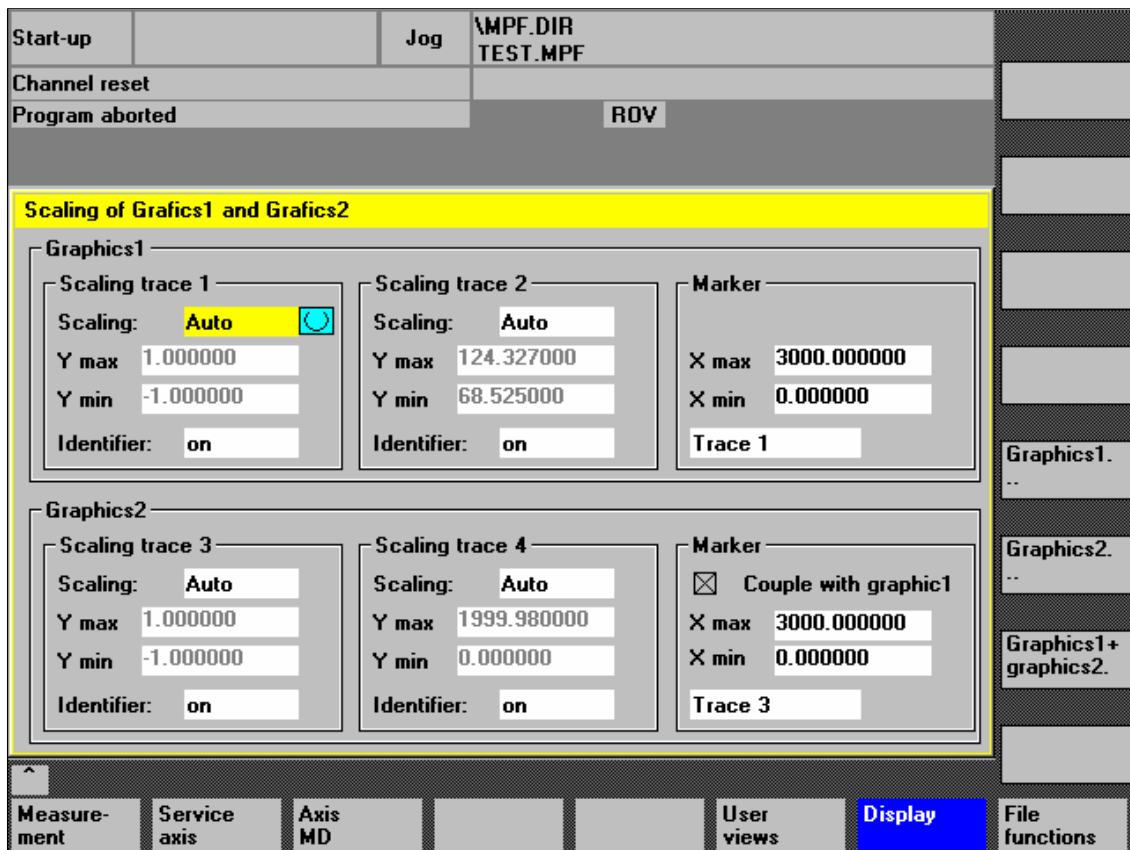 Start-up
Jog
\MPF.DIR
TEST.MPF
Channel reset
Program aborted
ROV
Scaling of Grafics1 and Grafics2
Graphics1
Scaling trace 1
Scaling: Auto
Y max 1.000000
Y min -1.000000
Identifier: on
Scaling trace 2
Scaling: Auto
Y max 124.327000
Y min 68.525000
Identifier: on
Marker
X max 3000.000000
X min 0.000000
Trace 1
Graphics2
Scaling trace 3
Scaling: Auto
Y max 1.000000
Y min -1.000000
Identifier: on
Scaling trace 4
Scaling: Auto
Y max 1999.980000
Y min 0.000000
Identifier: on
Marker
Couple with graphic1
X max 3000.000000
X min 0.000000
Trace 3
Graphics1.
..
Graphics2.
..
Graphics1+
graphics2.
^
Measure-
ment
Service
axis
Axis
MD
User
views
Display
File
functions